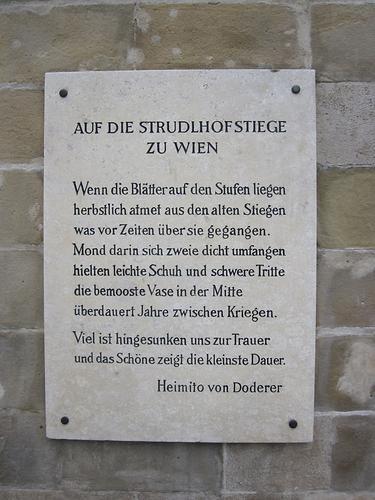 AUF DIE STRUDLHOFSTIEGE
ZU WIEN
Wenn die Blätter auf den Stufen liegen
herbstlich atmet aus den alten Stiegen
was vor Zeiten über sie gegangen.
Mond darin sich zweie dicht umfangen
hielten leichte Schuh und schwere Tritte
die bemooste Vase in der Mitte
überdauert Jahre zwischen Kriegen.
Viel ist hingesunken uns zur Trauer
und das Schöne zeigt die kleinste Dauer.
Heimito von Doderer